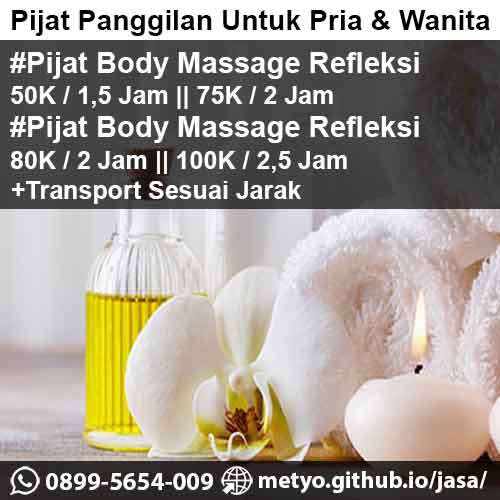 Pijat Panggilan Untuk Pria & Wanita
#Pijat Body Massage Refleksi
50K / 1,5 Jam || 75K / 2 Jam
#Pijat Body Massage Refleksi
80K / 2 Jam || 100K / 2,5 Jam
+Transport Sesuai Jarak
0899-5654-009 metyo.github.io/jasa/